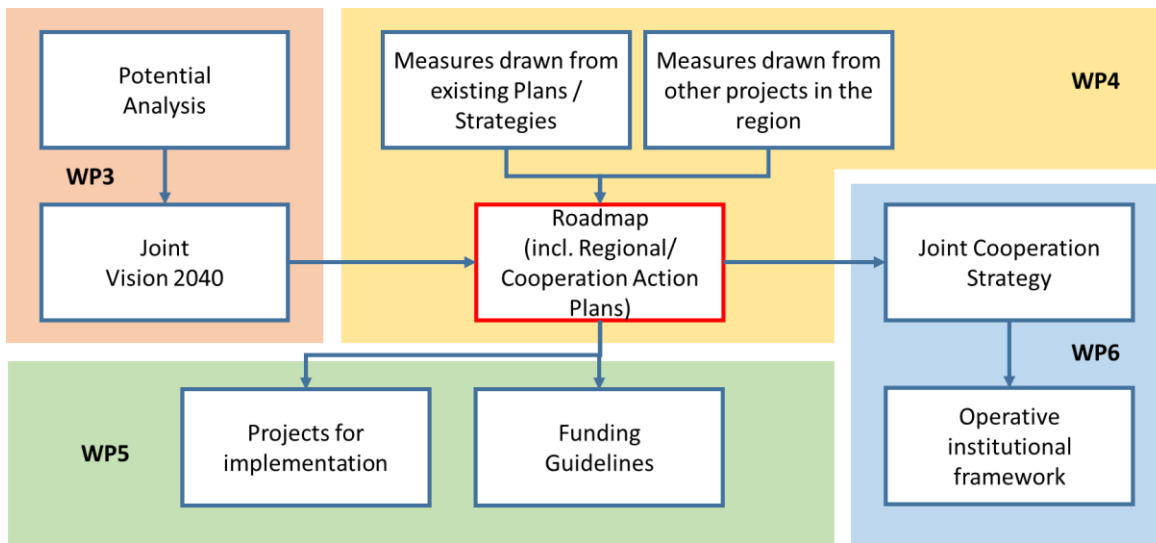 Potential
Analysis
WP3
Joint
Vision 2040
Measures drawn from
existing Plans /
Strategies
Measures drawn from
other projects in the
region
WP4
Roadmap
(incl. Regional/
Cooperation Action
Plans)
Joint Cooperation
Strategy
WP6
Operative
institutional
framework
WP5
Projects for
implementation
Funding
Guidelines